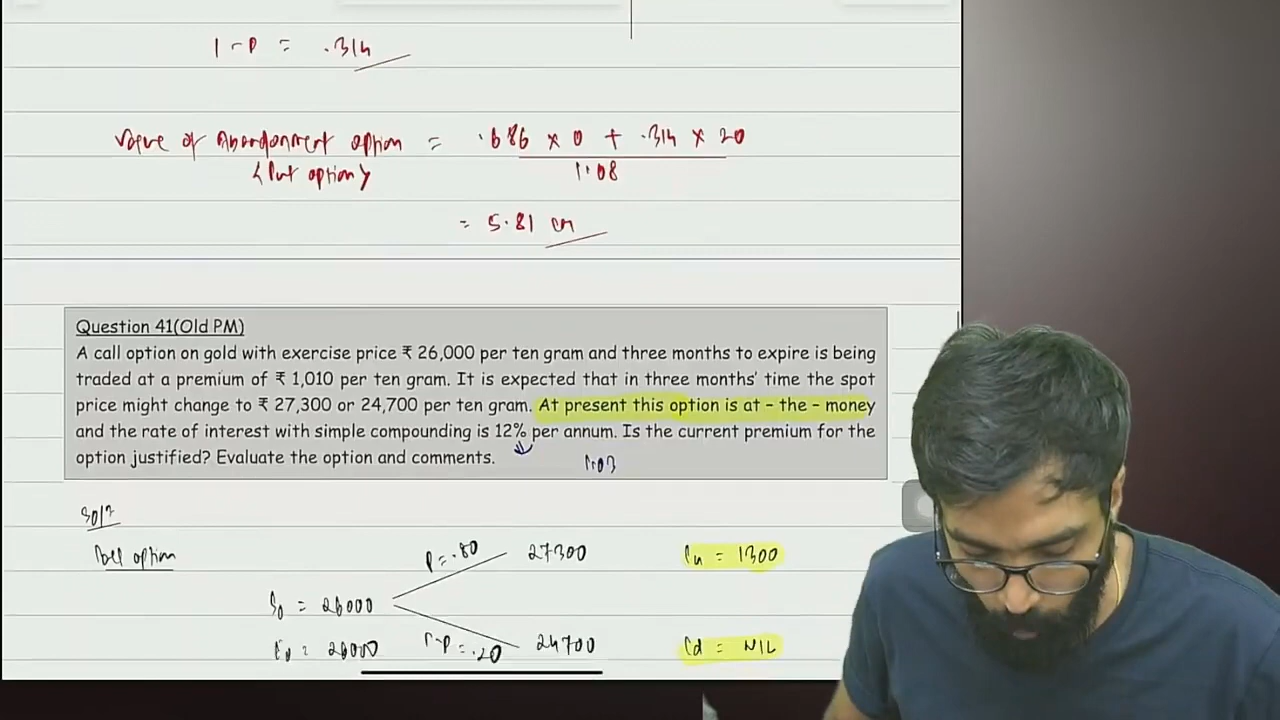 1-P = .314
Value of Abandonment option = .686 x 0 + .314 x 20
<Put option> 1.08
= 5.81 cr
Question 41(Old PM)
A call option on gold with exercise price ₹ 26,000 per ten gram and three months to expire is being
traded at a premium of ₹ 1,010 per ten gram. It is expected that in three months' time the spot
price might change to ₹ 27,300 or 24,700 per ten gram. At present this option is at – the – money
and the rate of interest with simple compounding is 12% per annum. Is the current premium for the
option justified? Evaluate the option and comments.
1.03
Sol?
Call option
P=.80 27300 Cu = 1300
S0 = 26000
1-P =.20 24700 Cd = NIL
= 26000